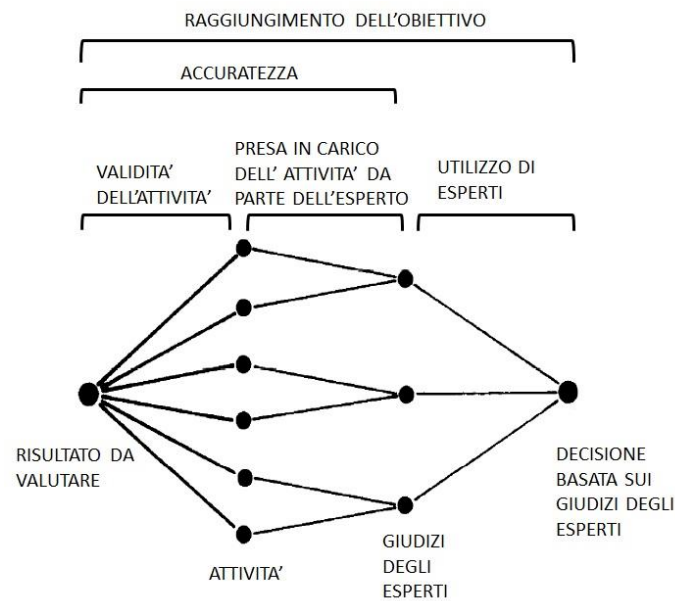 RAGGIUNGIMENTO DELL'OBIETTIVO
ACCURATEZZA
VALIDITA'
DELL'ATTIVITA'
PRESA IN CARICO
DELL' ATTIVITA' DA
PARTE DELL'ESPERTO
UTILIZZO DI
ESPERTI
RISULTATO DA
VALUTARE
ATTIVITA'
GIUDIZI
DEGLI
ESPERTI
DECISIONE
BASATA SUI
GIUDIZI DEGLI
ESPERTI